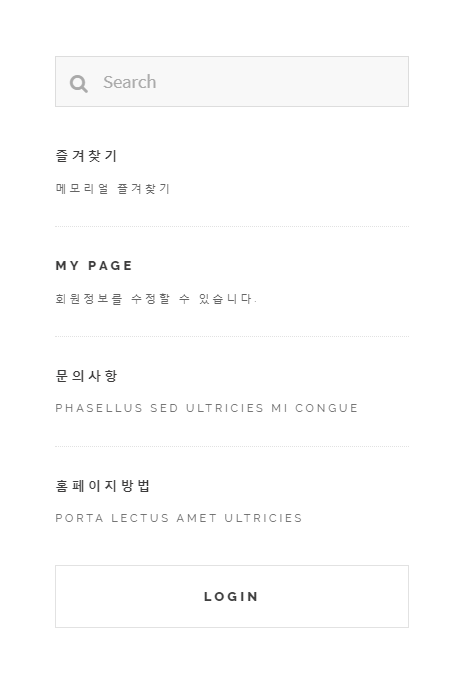 Search
즐겨찾기
메모리얼 즐겨찾기
MY PAGE
회원정보를 수정할 수 있습니다.
문의사항
PHASELLUS SED ULTRICIES MI CONGUE
홈페이지방법
PORTA LECTUS AMET ULTRICIES
LOGIN